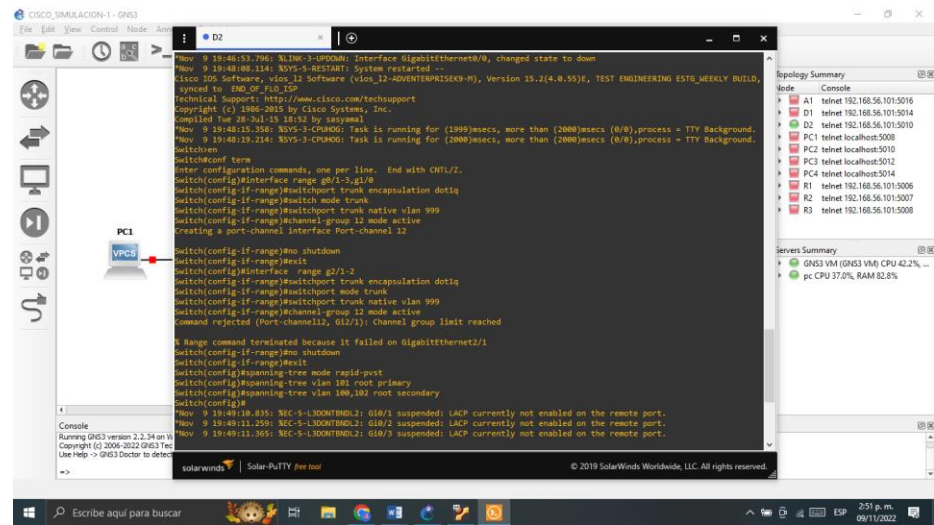 CISCO_SIMULACION-1 - GNS3
File Edit View Control Node
D2
*Nov 9 19:46:53.796: %LINK-3-UPDOWN: Interface GigabitEthernet0/0, changed state to down
*Nov 9 19:48:08.114: %SYS-5-RESTART: System restarted --
Cisco IOS Software, vios_l2 Software (vios_l2-ADVENTERPRISEK9-M), Version 15.2(4.0.55)E, TEST ENGINEERING ESTG_WEEKLY BUILD,
synced to END_OF_FLO_ISP
Technical Support: http://www.cisco.com/techsupport
Copyright (c) 1986-2015 by Cisco Systems, Inc.
Compiled Tue 28-Jul-15 18:52 by sasyamal
*Nov 9 19:48:15.358: %SYS-3-CPUHOG: Task is running for (1999)msecs, more than (2000)msecs (0/0),process = TTY Background.
*Nov 9 19:48:19.214: %SYS-3-CPUHOG: Task is running for (2000)msecs, more than (2000)msecs (0/0),process = TTY Background.
Switch>en
Switch#conf term
Enter configuration commands, one per line. End with CNTL/Z.
Switch(config)#interface range g0/1-3,g1/0
Switch(config-if-range)#switchport trunk encapsulation dot1q
Switch(config-if-range)#switch mode trunk
Switch(config-if-range)#switchport trunk native vlan 999
Switch(config-if-range)#channel-group 12 mode active
Creating a port-channel interface Port-channel 12
Switch(config-if-range)#no shutdown
Switch(config-if-range)#exit
Switch(config)#interface range g2/1-2
Switch(config-if-range)#switchport trunk encapsulation dot1q
Switch(config-if-range)#switchport mode trunk
Switch(config-if-range)#switchport trunk native vlan 999
Switch(config-if-range)#channel-group 12 mode active
Command rejected (Port-channel12, Gi2/1): Channel group limit reached
% Range command terminated because it failed on GigabitEthernet2/1
Switch(config-if-range)#no shutdown
Switch(config-if-range)#exit
Switch(config)#spanning-tree mode rapid-pvst
Switch(config)#spanning-tree vlan 101 root primary
Switch(config)#spanning-tree vlan 100,102 root secondary
Switch(config)#
*Nov 9 19:49:10.835: %EC-5-L3DONTBNDL2: Gi0/1 suspended: LACP currently not enabled on the remote port.
*Nov 9 19:49:11.259: %EC-5-L3DONTBNDL2: Gi0/2 suspended: LACP currently not enabled on the remote port.
*Nov 9 19:49:11.365: %EC-5-L3DONTBNDL2: Gi0/3 suspended: LACP currently not enabled on the remote port.
solarwinds Solar-PuTTY free tool © 2019 SolarWinds Worldwide, LLC. All rights reserved.
PC1
VPCS
Topology Summary
Node Console
A1 telnet 192.168.56.101:5016
D1 telnet 192.168.56.101:5014
D2 telnet 192.168.56.101:5010
PC1 telnet localhost:5008
PC2 telnet localhost:5010
PC3 telnet localhost:5012
PC4 telnet localhost:5014
R1 telnet 192.168.56.101:5006
R2 telnet 192.168.56.101:5007
R3 telnet 192.168.56.101:5008
Servers Summary
GNS3 VM (GNS3 VM) CPU 42.2%, ...
pc CPU 37.0%, RAM 82.8%
Console
Running GNS3 version 2.2.34 on
Copyright (c) 2006-2022 GNS3
Use Help -> GNS3 Doctor to
=>
Escribe aquí para buscar
ESP
2:51 p. m.
09/11/2022